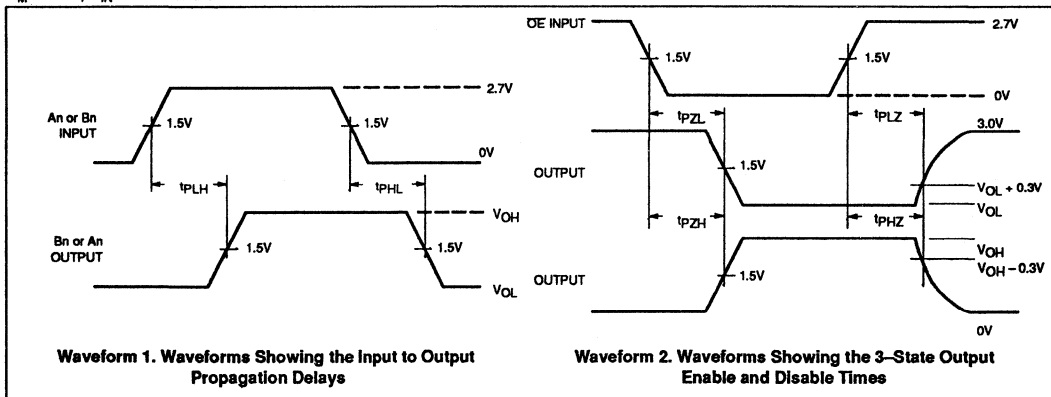 An or Bn
INPUT
1.5V
1.5V
2.7V
0V
tPLH
tPHL
Bn or An
OUTPUT
1.5V
1.5V
VOH
VOL
Waveform 1. Waveforms Showing the Input to Output
Propagation Delays
OE INPUT
1.5V
1.5V
2.7V
0V
tPZL
tPLZ
3.0V
OUTPUT
1.5V
VOL + 0.3V
VOL
tPZH
tPHZ
VOH
VOH – 0.3V
OUTPUT
1.5V
0V
Waveform 2. Waveforms Showing the 3–State Output
Enable and Disable Times